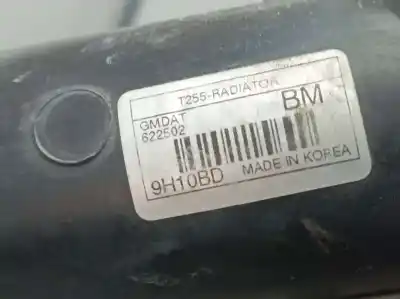 T255-RADIATOR
GMDAT
BM
622502
9H10BD
MADE IN KOREA